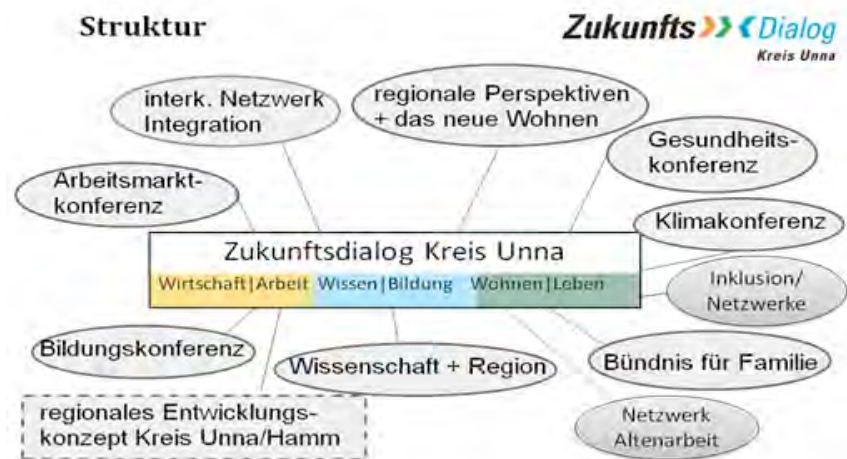 Struktur
Zukunfts Dialog
Kreis Unna
interk. Netzwerk
Integration
regionale Perspektiven
+ das neue Wohnen
Gesundheits-
konferenz
Arbeitsmarkt-
konferenz
Klimakonferenz
Zukunftsdialog Kreis Unna
Wirtschaft|Arbeit Wissen|Bildung Wohnen|Leben
Inklusion/
Netzwerke
Bildungskonferenz
Wissenschaft + Region
Bündnis für Familie
regionales Entwicklungs-
konzept Kreis Unna/Hamm
Netzwerk
Altenarbeit